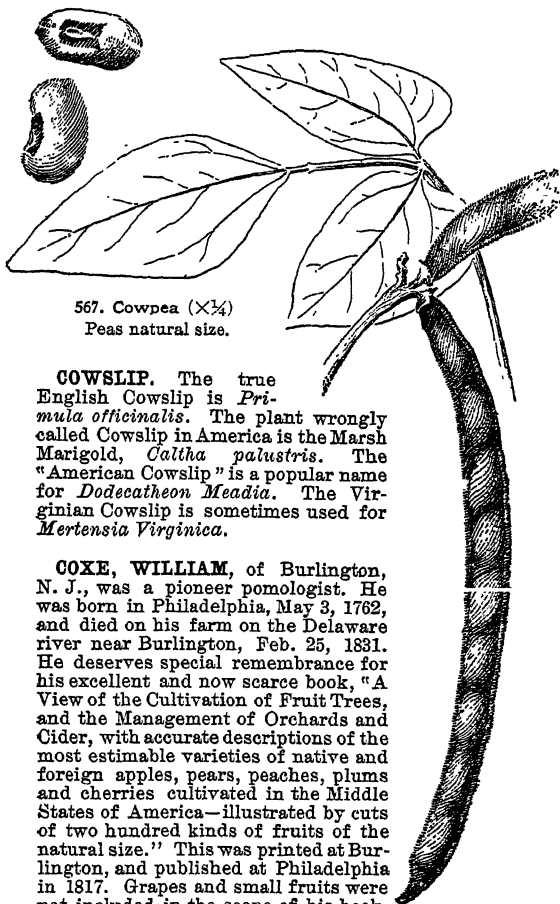 567. Cowpea (×¼)
Peas natural size.
COWSLIP. The true
English Cowslip is Pri-
mula officinalis. The plant wrongly
called Cowslip in America is the Marsh
Marigold, Caltha palustris. The
"American Cowslip" is a popular name
for Dodecatheon Meadia. The Vir-
ginian Cowslip is sometimes used for
Mertensia Virginica.
COXE, WILLIAM, of Burlington,
N. J., was a pioneer pomologist. He
was born in Philadelphia, May 3, 1762,
and died on his farm on the Delaware
river near Burlington, Feb. 25, 1831.
He deserves special remembrance for
his excellent and now scarce book, "A
View of the Cultivation of Fruit Trees,
and the Management of Orchards and
Cider, with accurate descriptions of the
most estimable varieties of native and
foreign apples, pears, peaches, plums
and cherries cultivated in the Middle
States of America—illustrated by cuts
of two hundred kinds of fruits of the
natural size." This was printed at Bur-
lington, and published at Philadelphia
in 1817. Grapes and small fruits were
not included in the scope of his book.